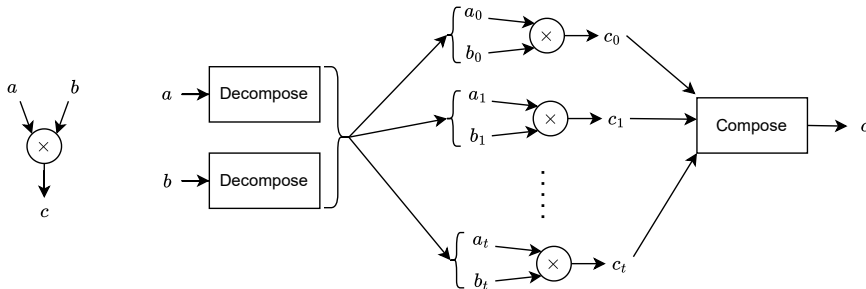 a b
×
c
a Decompose
b Decompose
a₀
b₀
× c₀
a₁
b₁
× c₁
aₜ
bₜ
× cₜ
Compose c